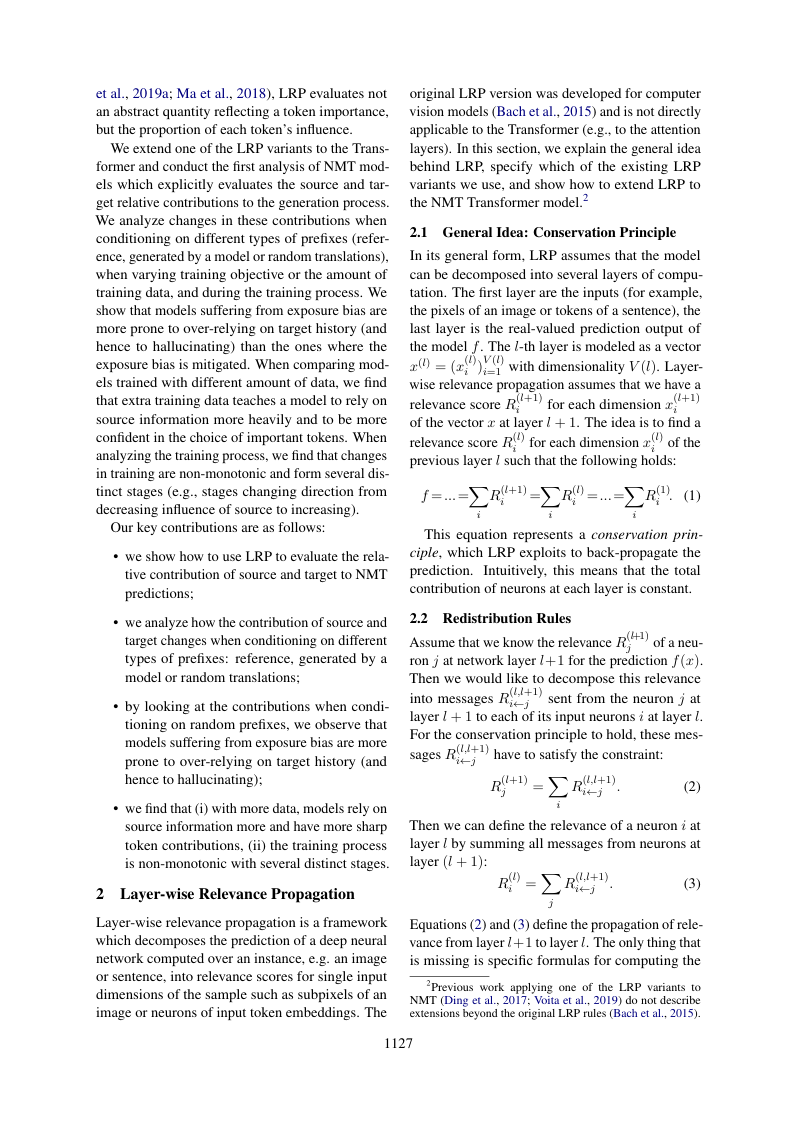 et al., 2019a; Ma et al., 2018), LRP evaluates not
an abstract quantity reflecting a token importance,
but the proportion of each token's influence.
We extend one of the LRP variants to the Trans-
former and conduct the first analysis of NMT mod-
els which explicitly evaluates the source and tar-
get relative contributions to the generation process.
We analyze changes in these contributions when
conditioning on different types of prefixes (refer-
ence, generated by a model or random translations),
when varying training objective or the amount of
training data, and during the training process. We
show that models suffering from exposure bias are
more prone to over-relying on target history (and
hence to hallucinating) than the ones where the
exposure bias is mitigated. When comparing mod-
els trained with different amount of data, we find
that extra training data teaches a model to rely on
source information more heavily and to be more
confident in the choice of important tokens. When
analyzing the training process, we find that changes
in training are non-monotonic and form several dis-
tinct stages (e.g., stages changing direction from
decreasing influence of source to increasing).
Our key contributions are as follows:
• we show how to use LRP to evaluate the rela-
tive contribution of source and target to NMT
predictions;
• we analyze how the contribution of source and
target changes when conditioning on different
types of prefixes: reference, generated by a
model or random translations;
• by looking at the contributions when condi-
tioning on random prefixes, we observe that
models suffering from exposure bias are more
prone to over-relying on target history (and
hence to hallucinating);
• we find that (i) with more data, models rely on
source information more and have more sharp
token contributions, (ii) the training process
is non-monotonic with several distinct stages.
2 Layer-wise Relevance Propagation
Layer-wise relevance propagation is a framework
which decomposes the prediction of a deep neural
network computed over an instance, e.g. an image
or sentence, into relevance scores for single input
dimensions of the sample such as subpixels of an
image or neurons of input token embeddings. The
original LRP version was developed for computer
vision models (Bach et al., 2015) and is not directly
applicable to the Transformer (e.g., to the attention
layers). In this section, we explain the general idea
behind LRP, specify which of the existing LRP
variants we use, and show how to extend LRP to
the NMT Transformer model.²
2.1 General Idea: Conservation Principle
In its general form, LRP assumes that the model
can be decomposed into several layers of compu-
tation. The first layer are the inputs (for example,
the pixels of an image or tokens of a sentence), the
last layer is the real-valued prediction output of
the model f. The l-th layer is modeled as a vector
x^(l) = (x_i^(l))_{i=1}^{V(l)} with dimensionality V(l). Layer-
wise relevance propagation assumes that we have a
relevance score R_i^(l+1) for each dimension x_i^(l+1)
of the vector x at layer l + 1. The idea is to find a
relevance score R_i^(l) for each dimension x_i^(l) of the
previous layer l such that the following holds:
f = ... = ∑_i R_i^(l+1) = ∑_i R_i^(l) = ... = ∑_i R_i^(1). (1)
This equation represents a conservation prin-
ciple, which LRP exploits to back-propagate the
prediction. Intuitively, this means that the total
contribution of neurons at each layer is constant.
2.2 Redistribution Rules
Assume that we know the relevance R_j^(l+1) of a neu-
ron j at network layer l+1 for the prediction f(x).
Then we would like to decompose this relevance
into messages R_{i←j}^(l,l+1) sent from the neuron j at
layer l + 1 to each of its input neurons i at layer l.
For the conservation principle to hold, these mes-
sages R_{i←j}^(l,l+1) have to satisfy the constraint:
R_j^(l+1) = ∑_i R_{i←j}^(l,l+1). (2)
Then we can define the relevance of a neuron i at
layer l by summing all messages from neurons at
layer (l + 1):
R_i^(l) = ∑_j R_{i←j}^(l,l+1). (3)
Equations (2) and (3) define the propagation of rele-
vance from layer l+1 to layer l. The only thing that
is missing is specific formulas for computing the
²Previous work applying one of the LRP variants to
NMT (Ding et al., 2017; Voita et al., 2019) do not describe
extensions beyond the original LRP rules (Bach et al., 2015).
1127